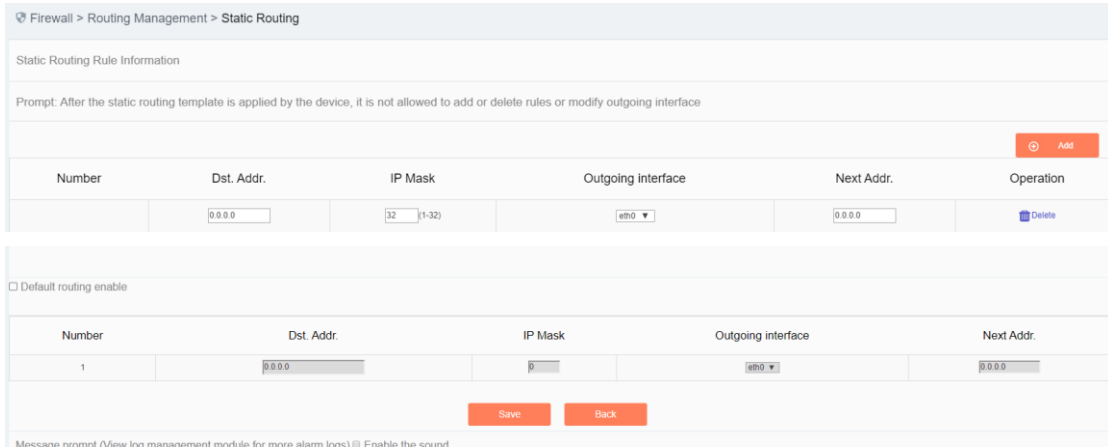 Firewall > Routing Management > Static Routing
Static Routing Rule Information
Prompt: After the static routing template is applied by the device, it is not allowed to add or delete rules or modify outgoing interface
Add
Number Dst. Addr. IP Mask Outgoing interface Next Addr. Operation
0.0.0.0 32 (1-32) eth0 0.0.0.0 Delete
Default routing enable
Number Dst. Addr. IP Mask Outgoing interface Next Addr.
1 0.0.0.0 0 eth0 0.0.0.0
Save Back
Message prompt (View log management module for more alarm logs) Enable the sound